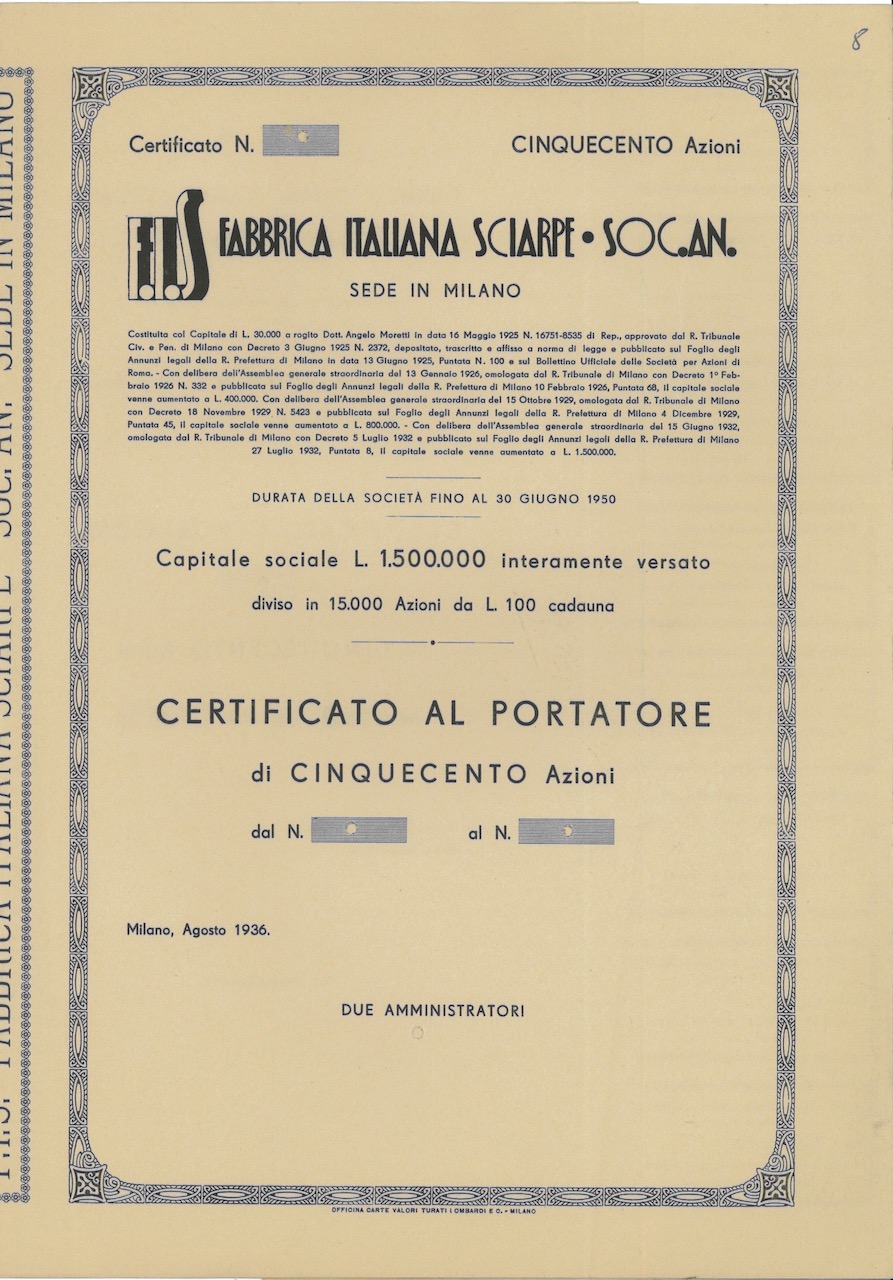 8
Certificato N.
CINQUECENTO Azioni
F.I.S FABBRICA ITALIANA SCIARPE • SOC.AN.
SEDE IN MILANO
Costituita col Capitale di L. 30.000 a rogito Dott. Angelo Moretti in data 16 Maggio 1925 N. 16751-8535 di Rep., approvato dal R. Tribunale
Civ. e Pen. di Milano con Decreto 3 Giugno 1925 N. 2372, depositato, trascritto e affisso a norma di legge e pubblicato sul Foglio degli
Annunzi legali della R. Prefettura di Milano in data 13 Giugno 1925, Puntata N. 100 e sul Bollettino Ufficiale delle Società per Azioni di
Roma. - Con delibera dell'Assemblea generale straordinaria del 13 Gennaio 1926, omologata dal R. Tribunale di Milano con Decreto 1° Feb-
braio 1926 N. 332 e pubblicata sul Foglio degli Annunzi legali della R. Prefettura di Milano 10 Febbraio 1926, Puntata 68, il capitale sociale
venne aumentato a L. 400.000. Con delibera dell'Assemblea generale straordinaria del 15 Ottobre 1929, omologata dal R. Tribunale di Milano
con Decreto 18 Novembre 1929 N. 5423 e pubblicata sul Foglio degli Annunzi legali della R. Prefettura di Milano 4 Dicembre 1929,
Puntata 45, il capitale sociale venne aumentato a L. 800.000. - Con delibera dell'Assemblea generale straordinaria del 15 Giugno 1932,
omologata dal R. Tribunale di Milano con Decreto 5 Luglio 1932 e pubblicato sul Foglio degli Annunzi legali della R. Prefettura di Milano
27 Luglio 1932, Puntata 8, il capitale sociale venne aumentato a L. 1.500.000.
DURATA DELLA SOCIETÀ FINO AL 30 GIUGNO 1950
Capitale sociale L. 1.500.000 interamente versato
diviso in 15.000 Azioni da L. 100 cadauna
CERTIFICATO AL PORTATORE
di CINQUECENTO Azioni
dal N. al N.
Milano, Agosto 1936.
DUE AMMINISTRATORI
OFFICINA CARTE VALORI TURATI LOMBARDI E C. - MILANO
F.I.S. FABBRICA ITALIANA SCIARPE SOC. AN. SEDE IN MILANO